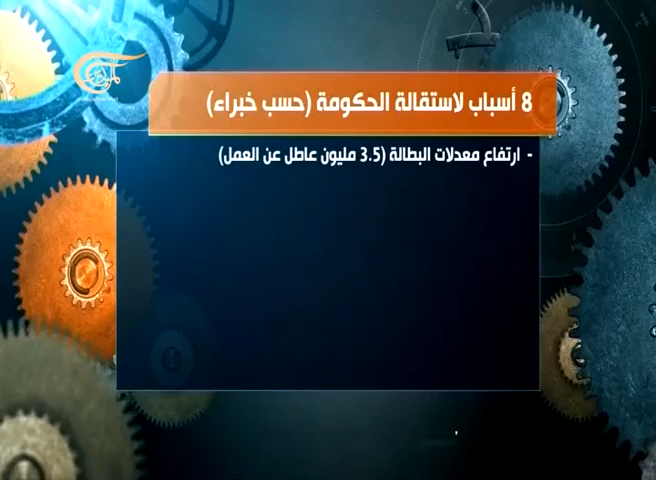 8 أسباب لاستقالة الحكومة (حسب خبراء)
- ارتفاع معدلات البطالة (3.5 مليون عاطل عن العمل)